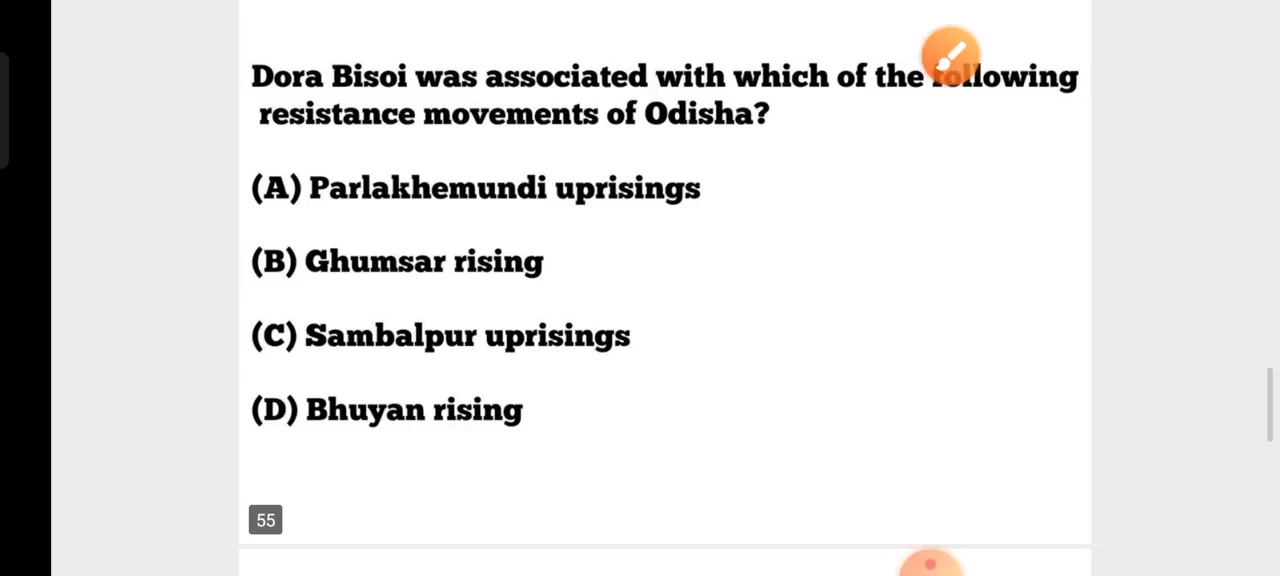 Dora Bisoi was associated with which of the following
resistance movements of Odisha?
(A) Parlakhemundi uprisings
(B) Ghumsar rising
(C) Sambalpur uprisings
(D) Bhuyan rising
55